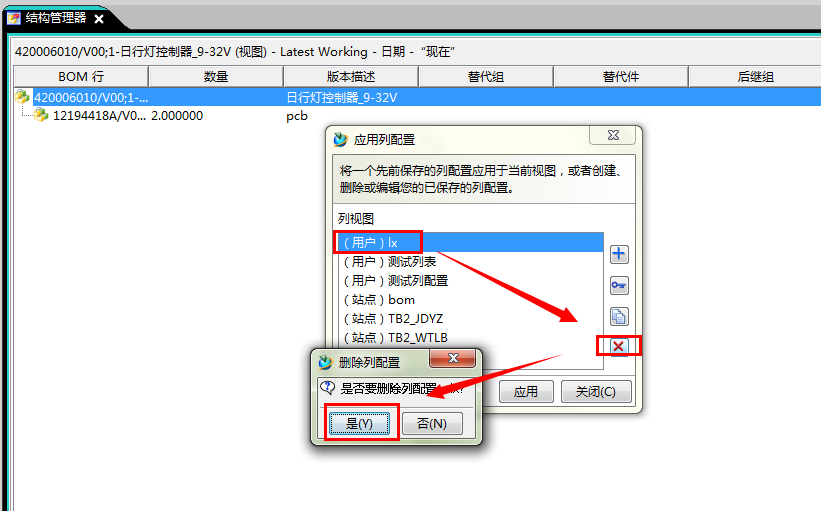 结构管理器
420006010/V00;1-日行灯控制器_9-32V (视图) - Latest Working - 日期 - “现在”
BOM 行 数量 版本描述 替代组 替代件 后继组
420006010/V00;1-... 日行灯控制器_9-32V
12194418A/V0... 2.000000 pcb
应用列配置
将一个先前保存的列配置应用于当前视图，或者创建、
删除或编辑您的已保存的列配置。
列视图
（用户）lx
（用户）测试列表
（用户）测试列配置
（站点）bom
（站点）TB2_JDYZ
（站点）TB2_WTLB
删除列配置
是否要删除列配置
是(Y) 否(N)
应用 关闭(C)